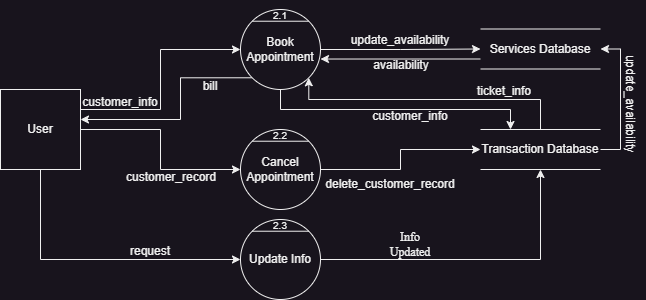 2.1
Book
Appointment
update_availability
Services Database
availability
customer_info
bill
ticket_info
customer_info
update_availability
User
2.2
Cancel
Appointment
Transaction Database
customer_record
delete_customer_record
2.3
Update Info
request
Info
Updated